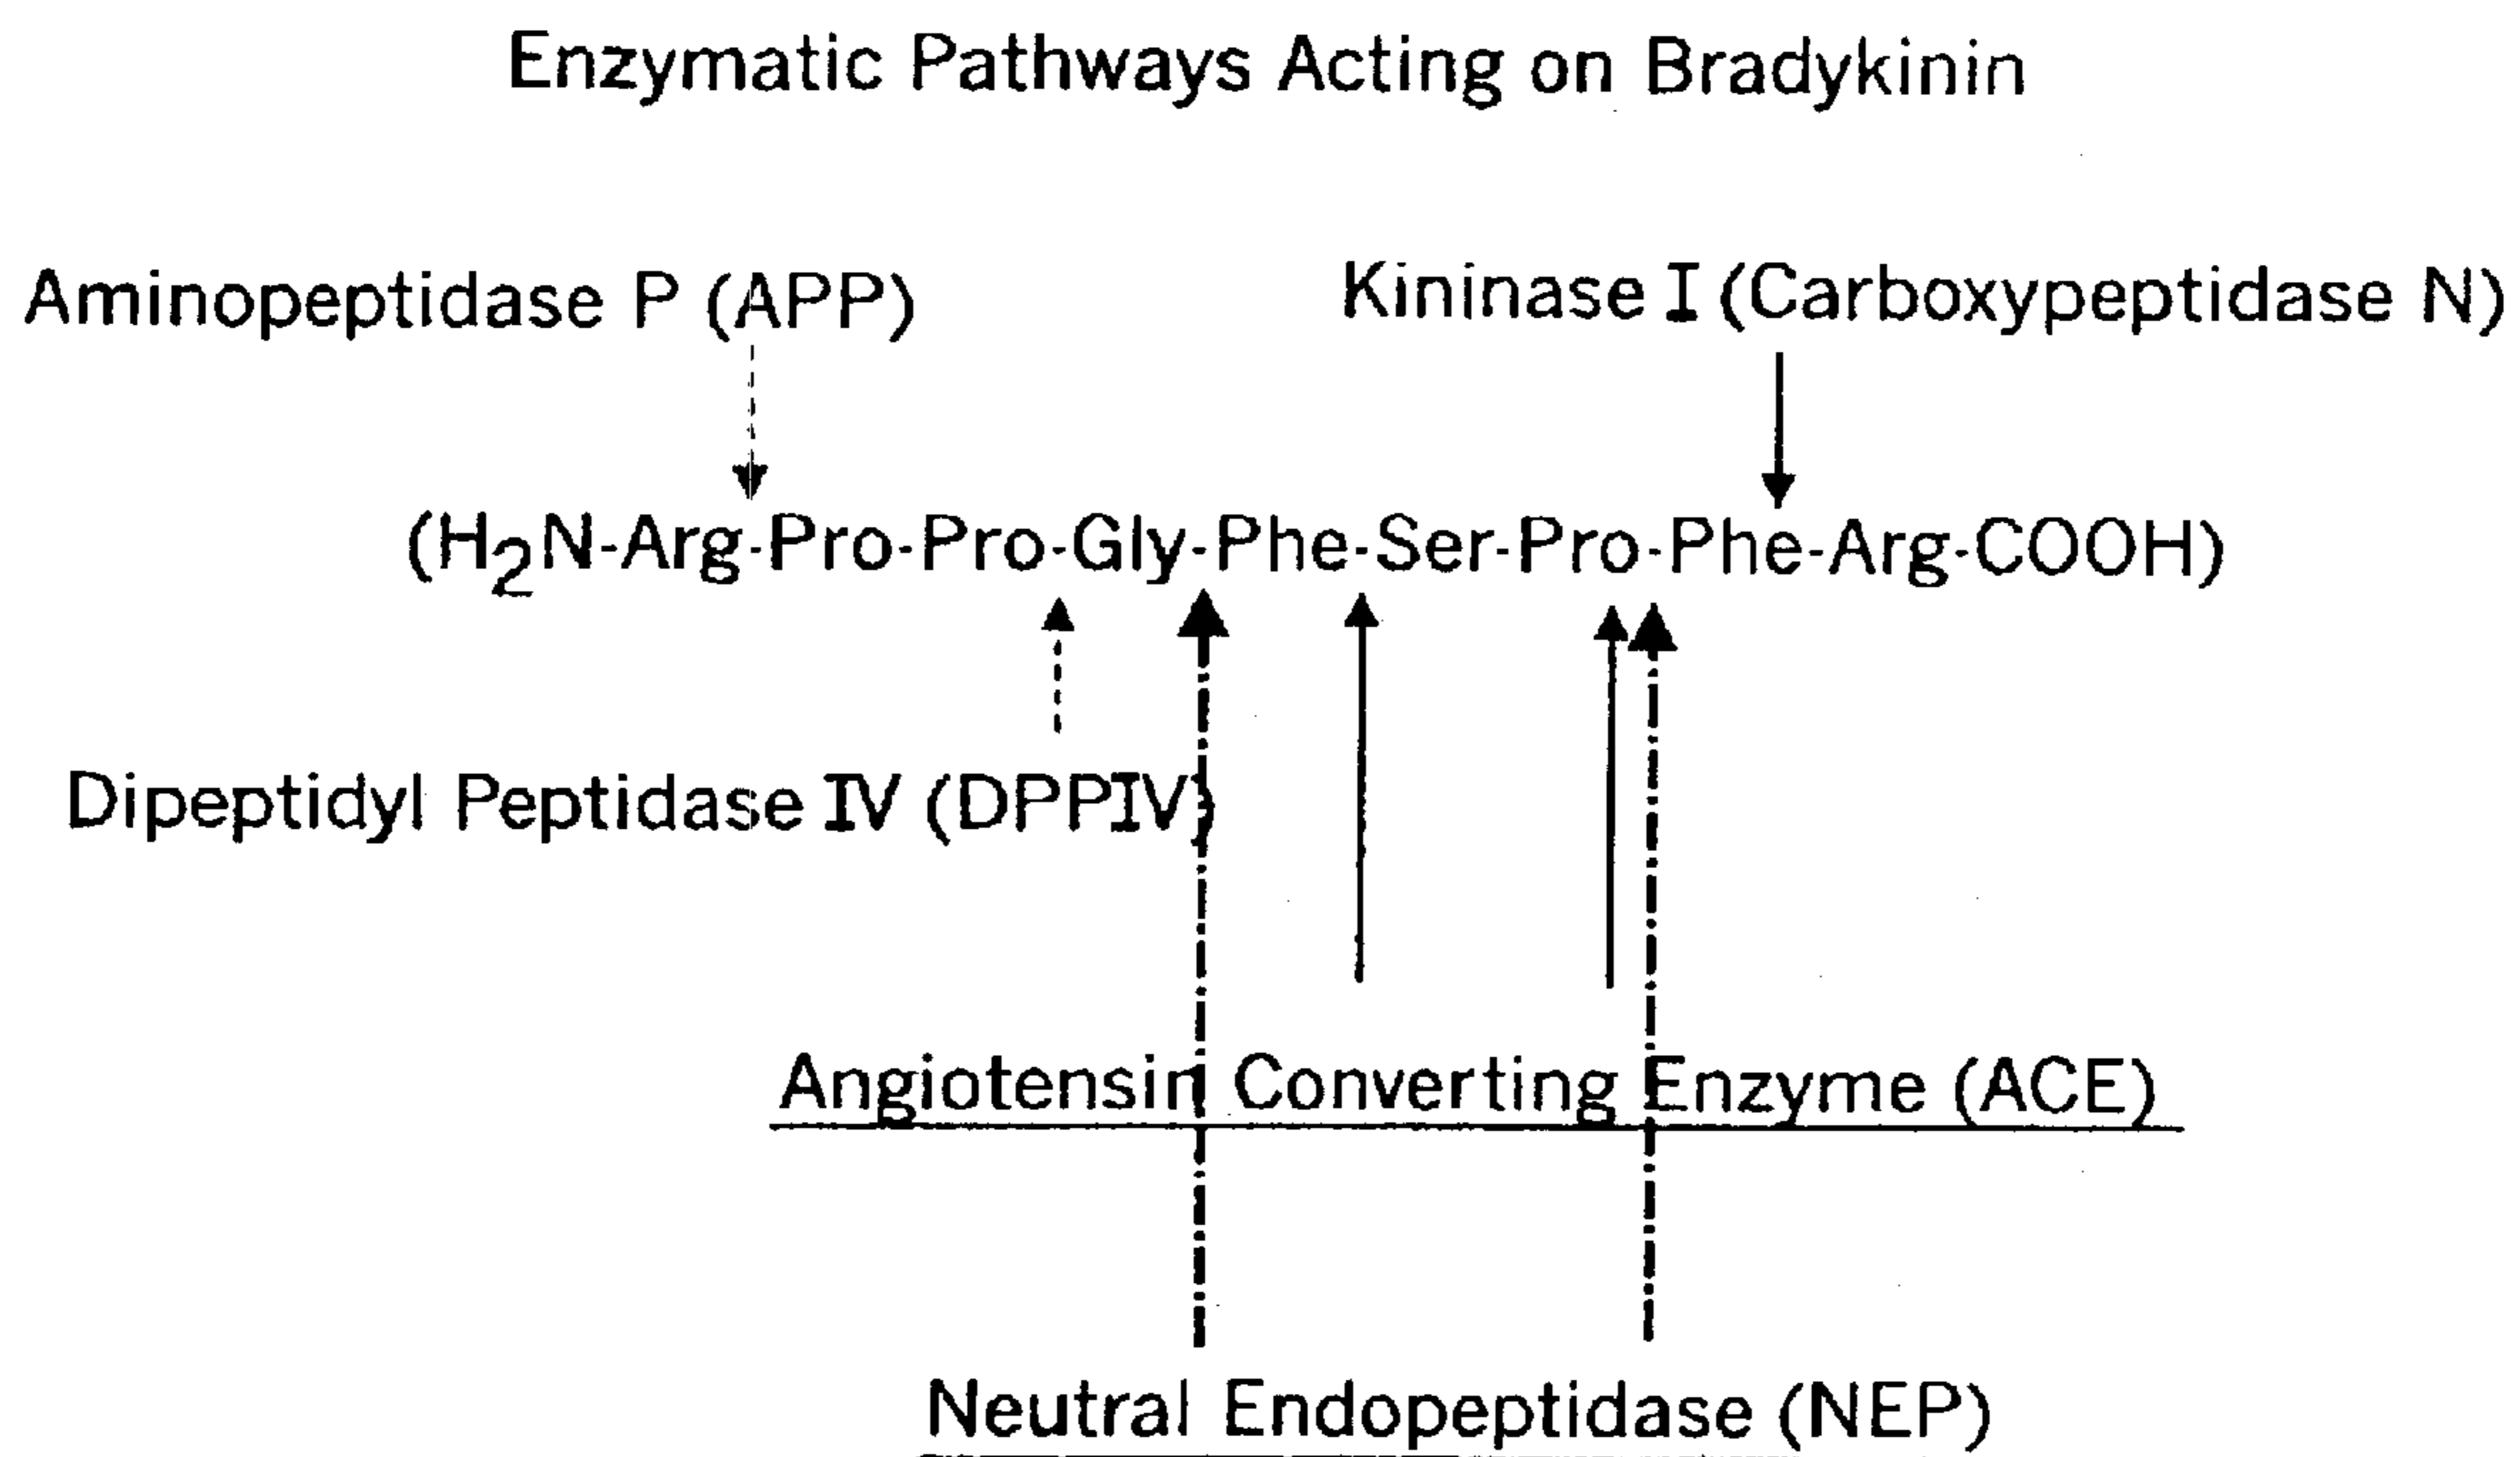 Enzymatic Pathways Acting on Bradykinin
Aminopeptidase P (APP)
Kininase I (Carboxypeptidase N)
(H2N-Arg-Pro-Pro-Gly-Phe-Ser-Pro-Phe-Arg-COOH)
Dipeptidyl Peptidase IV (DPPIV)
Angiotensin Converting Enzyme (ACE)
Neutral Endopeptidase (NEP)